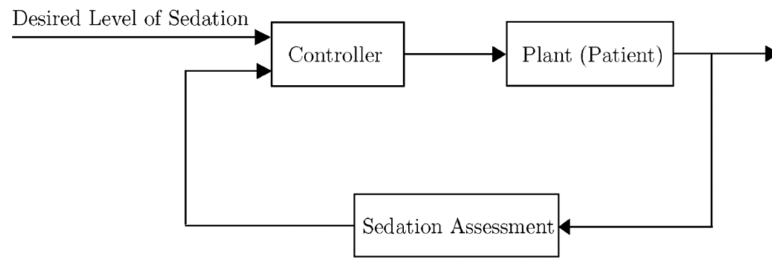 Desired Level of Sedation
Controller
Plant (Patient)
Sedation Assessment